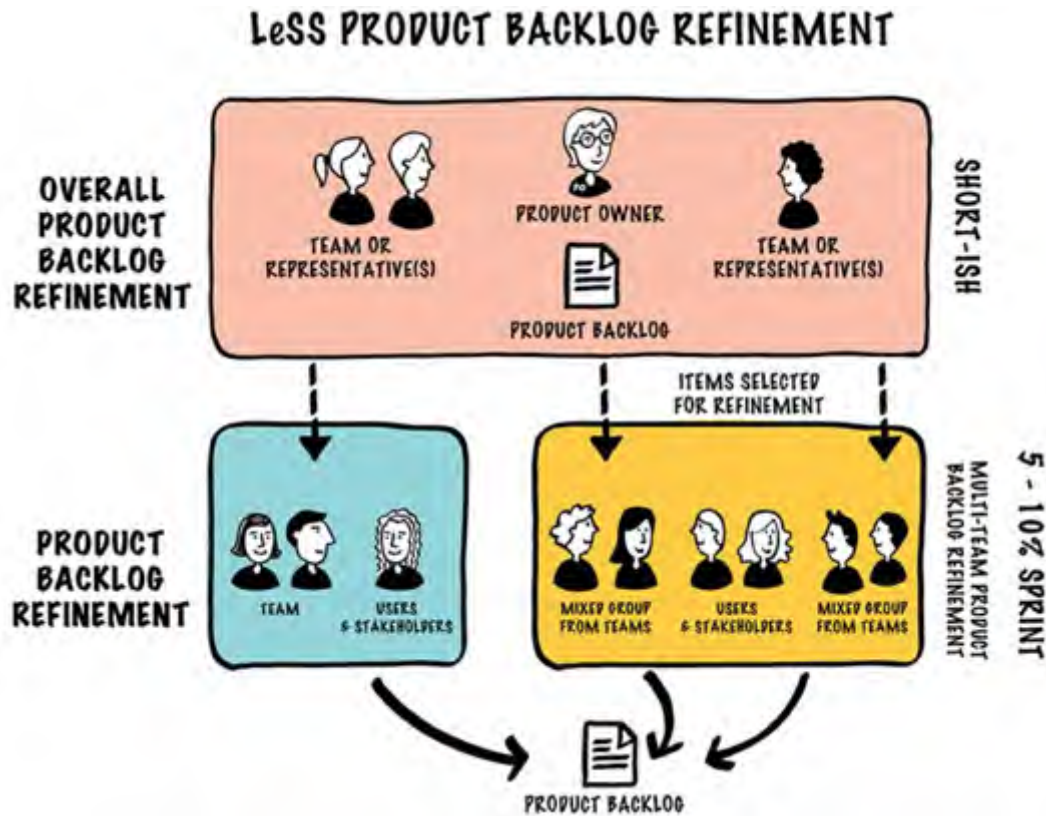 LeSS PRODUCT BACKLOG REFINEMENT
OVERALL
PRODUCT
BACKLOG
REFINEMENT
TEAM OR
REPRESENTATIVE(S)
PO
PRODUCT OWNER
PRODUCT BACKLOG
TEAM OR
REPRESENTATIVE(S)
SHORT-ISH
ITEMS SELECTED
FOR REFINEMENT
PRODUCT
BACKLOG
REFINEMENT
TEAM
USERS
& STAKEHOLDERS
MIXED GROUP
FROM TEAMS
USERS
& STAKEHOLDERS
MIXED GROUP
FROM TEAMS
MULTI-TEAM PRODUCT
BACKLOG REFINEMENT
5 - 10% SPRINT
PRODUCT BACKLOG